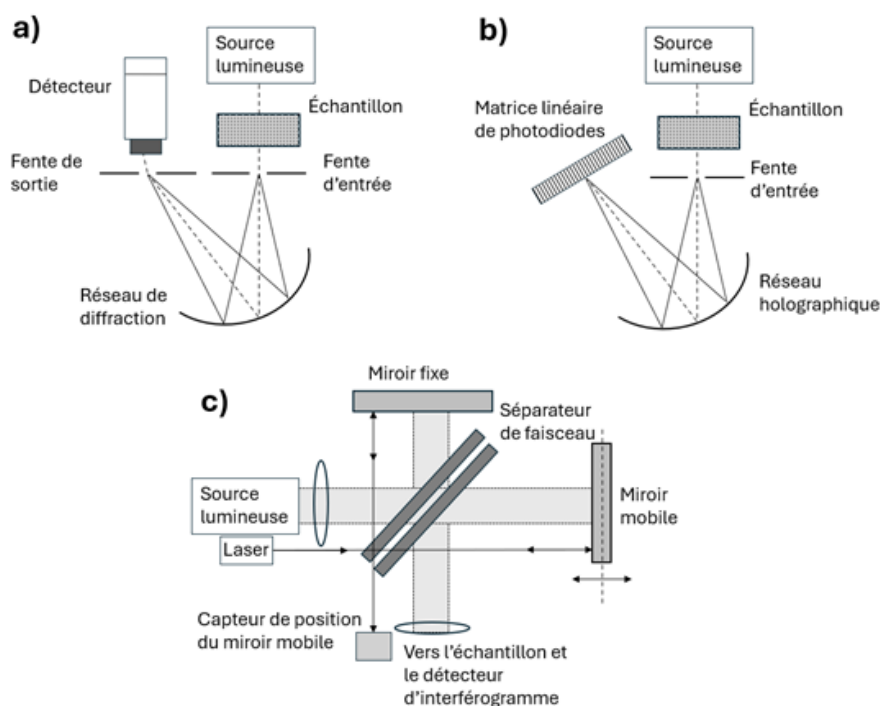 a)
Source
lumineuse
Détecteur
Échantillon
Fente de
sortie
Fente
d'entrée
Réseau de
diffraction
b)
Source
lumineuse
Matrice linéaire
de photodiodes
Échantillon
Fente
d'entrée
Réseau
holographique
c)
Miroir fixe
Séparateur
de faisceau
Source
lumineuse
Miroir
mobile
Laser
Capteur de position
du miroir mobile
Vers l'échantillon et
le détecteur
d'interférogramme